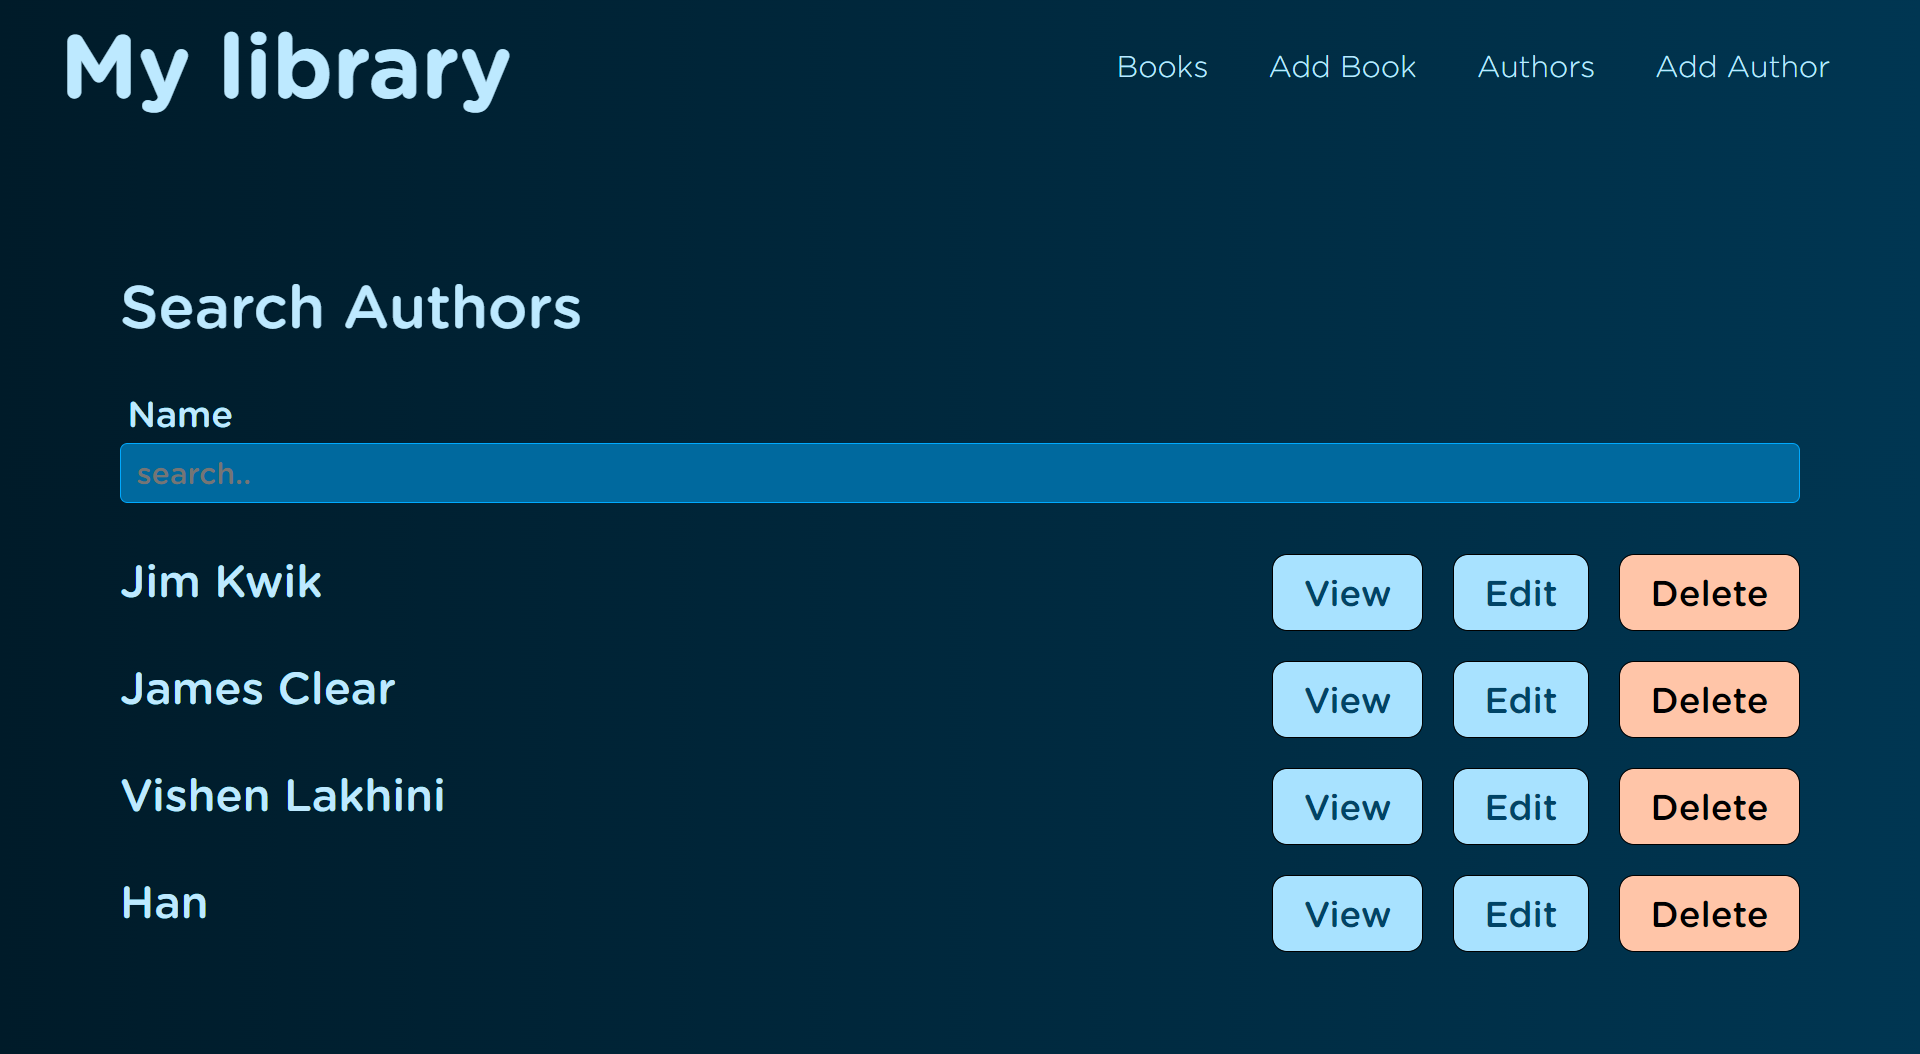 My library
Books Add Book Authors Add Author
Search Authors
Name
search..
Jim Kwik View Edit Delete
James Clear View Edit Delete
Vishen Lakhini View Edit Delete
Han View Edit Delete